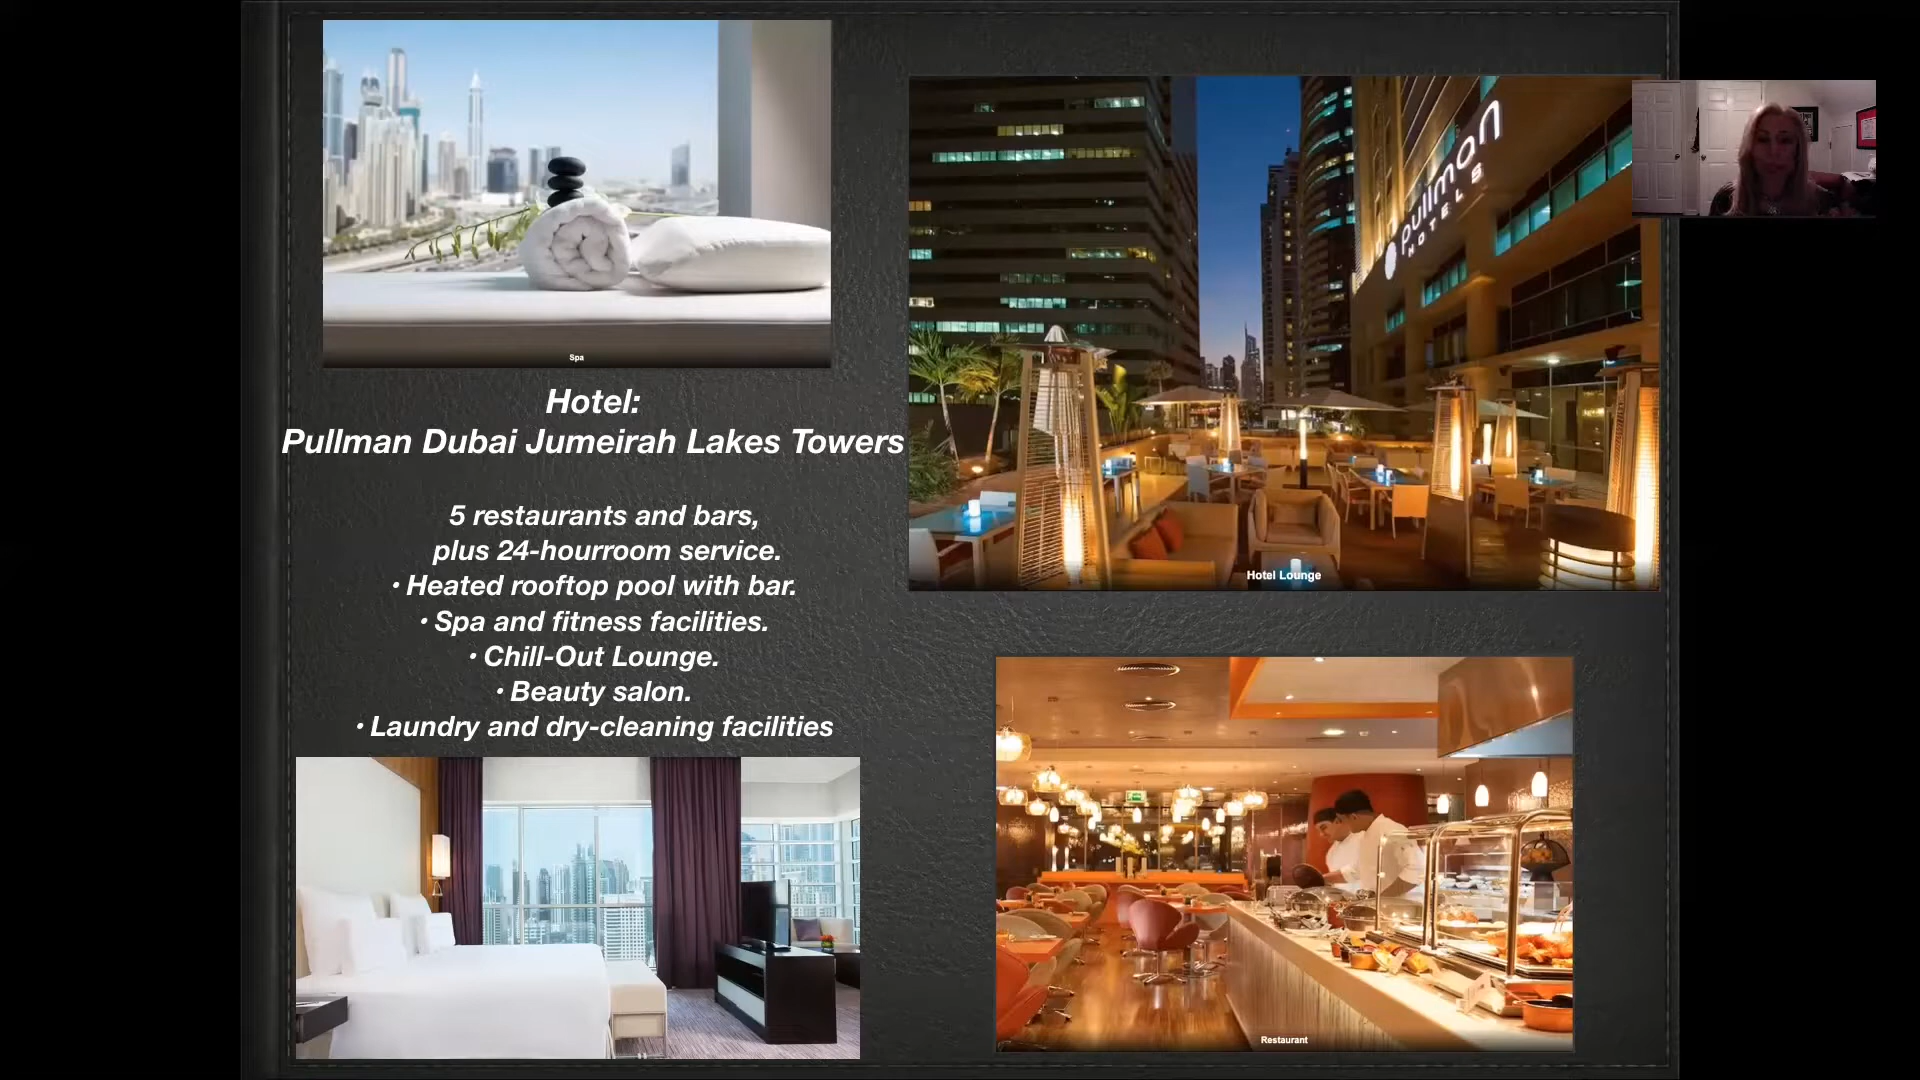 Spa
Hotel:
Pullman Dubai Jumeirah Lakes Towers
5 restaurants and bars,
plus 24-hourroom service.
• Heated rooftop pool with bar.
• Spa and fitness facilities.
• Chill-Out Lounge.
• Beauty salon.
• Laundry and dry-cleaning facilities
pullman
HOTELS
Hotel Lounge
Restaurant